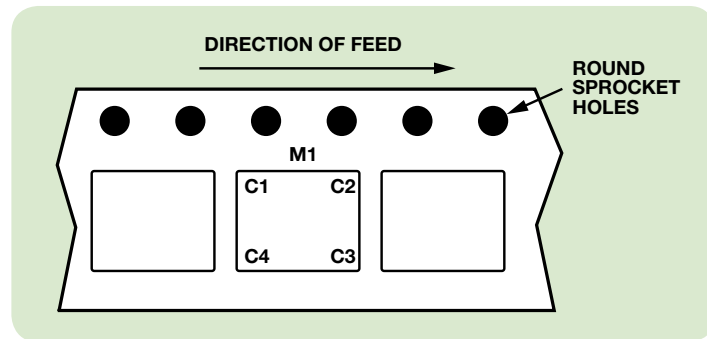 DIRECTION OF FEED
ROUND
SPROCKET
HOLES
M1
C1 C2
C4 C3